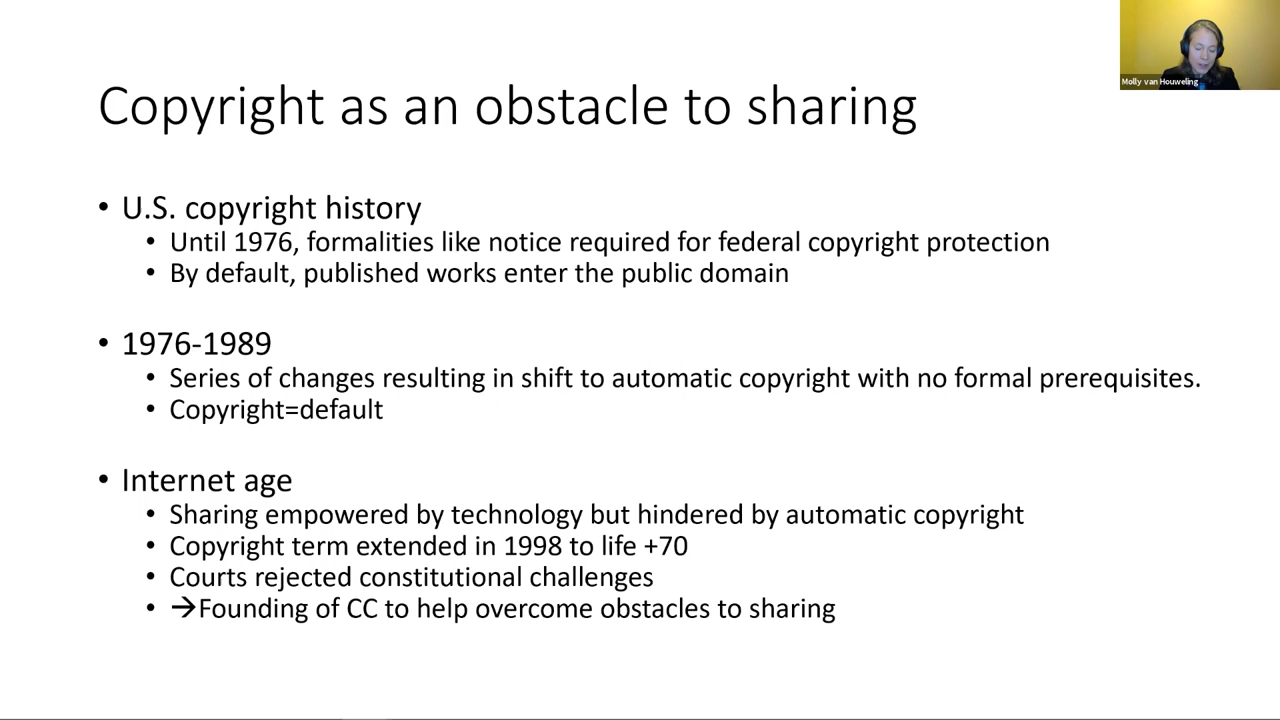 Molly van Houweling
Copyright as an obstacle to sharing
• U.S. copyright history
• Until 1976, formalities like notice required for federal copyright protection
• By default, published works enter the public domain
• 1976-1989
• Series of changes resulting in shift to automatic copyright with no formal prerequisites.
• Copyright=default
• Internet age
• Sharing empowered by technology but hindered by automatic copyright
• Copyright term extended in 1998 to life +70
• Courts rejected constitutional challenges
• →Founding of CC to help overcome obstacles to sharing